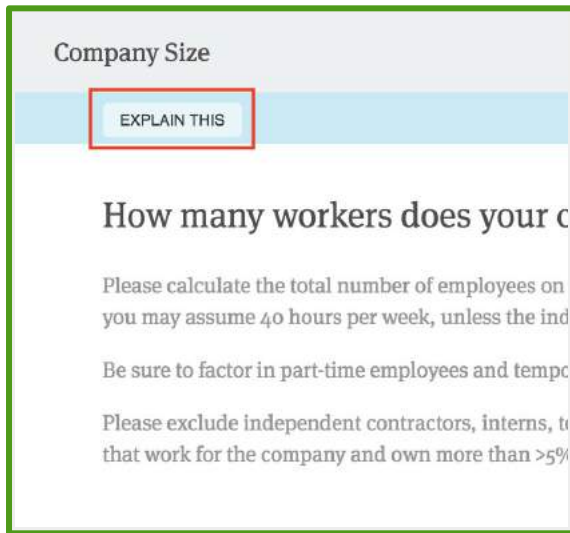 Company Size
EXPLAIN THIS
How many workers does your
Please calculate the total number of employees on
you may assume 40 hours per week, unless the
Be sure to factor in part-time employees and
Please exclude independent contractors, interns,
that work for the company and own more than >5%